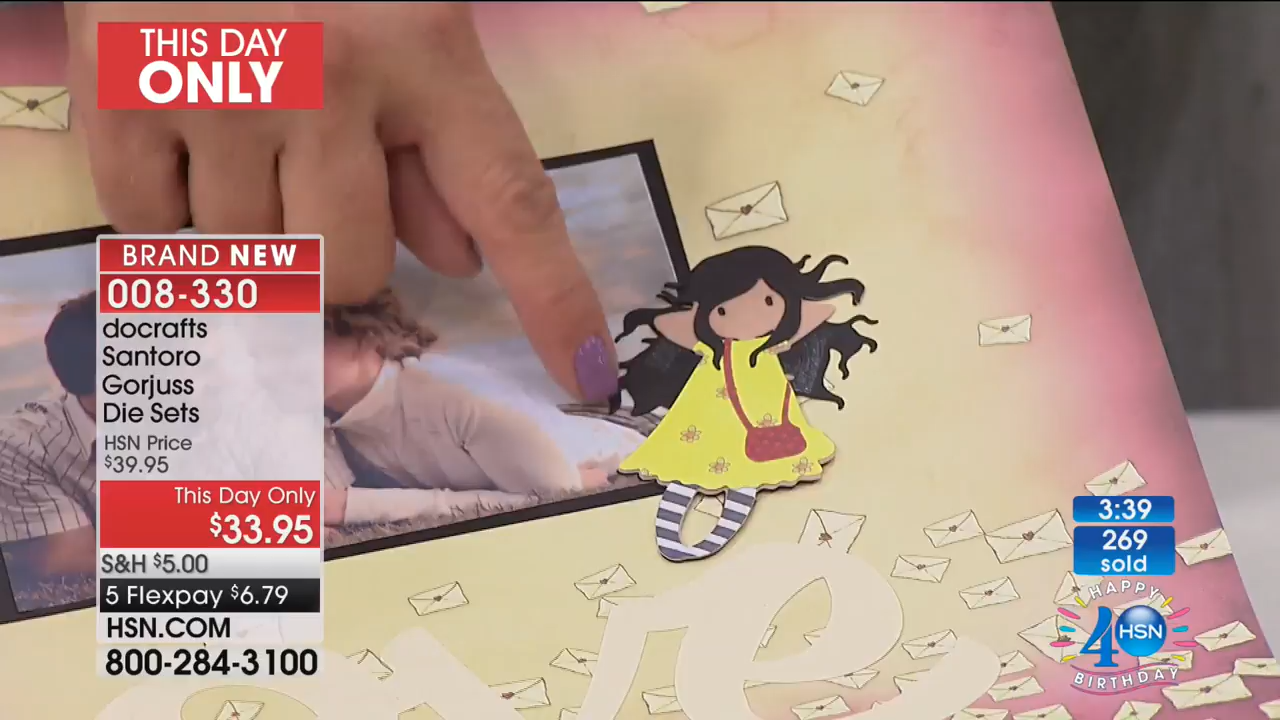 THIS DAY
ONLY
BRAND NEW
008-330
docrafts
Santoro
Gorjuss
Die Sets
HSN Price
$39.95
This Day Only
$33.95
S&H $5.00
5 Flexpay $6.79
HSN.COM
800-284-3100
3:39
269
sold
HAPPY
40 HSN
BIRTHDAY